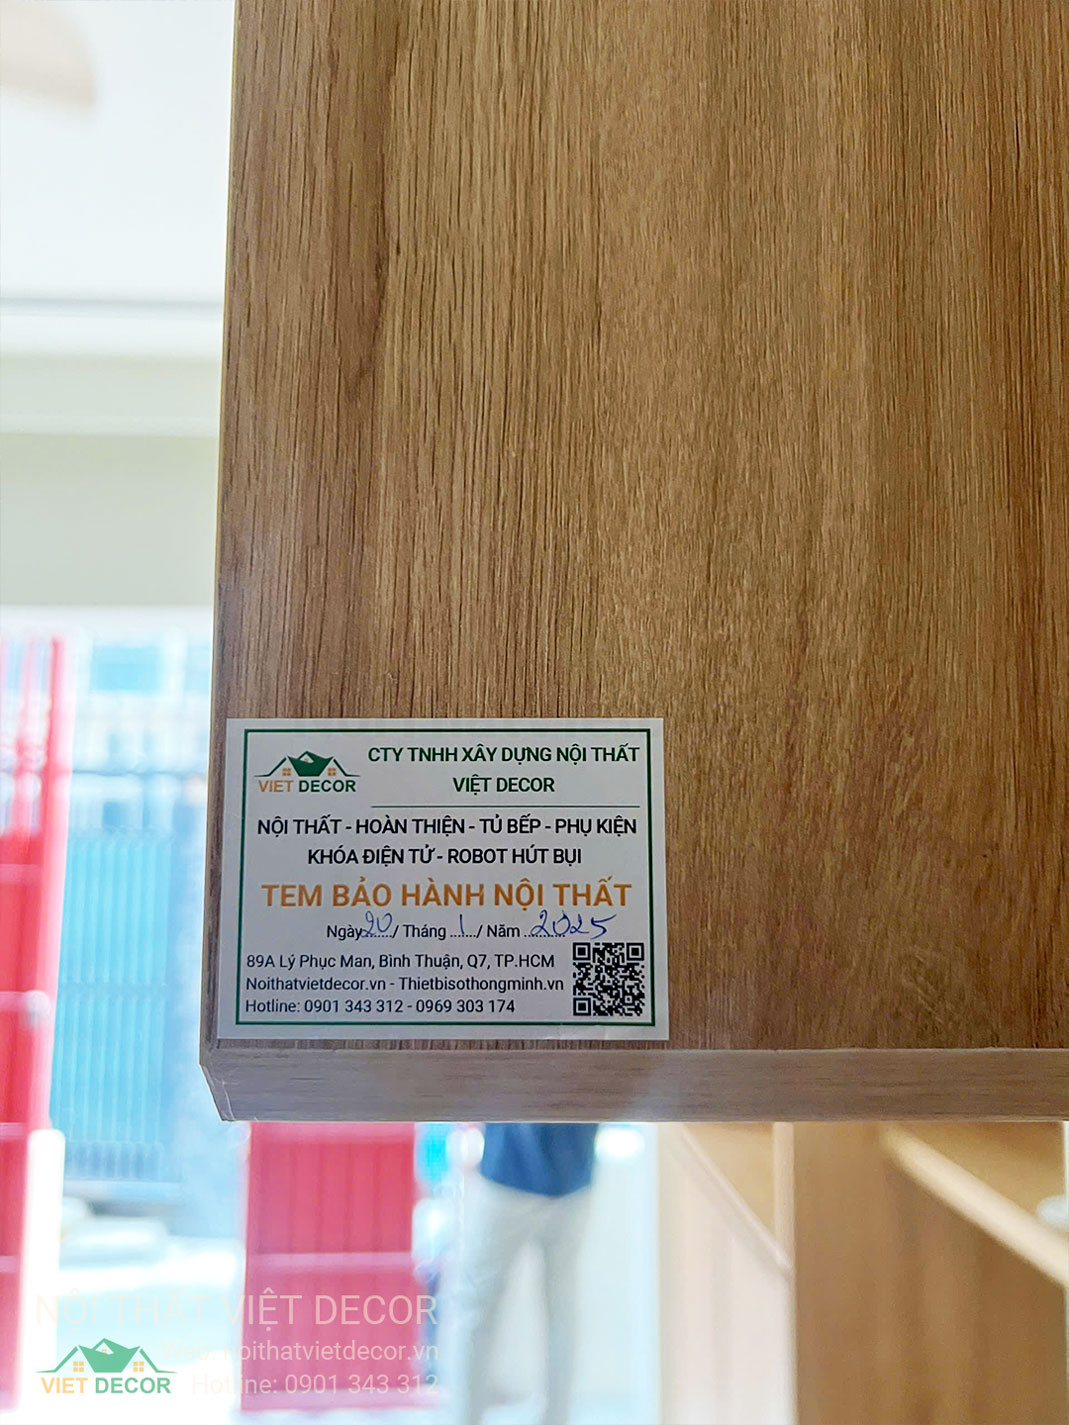 VIET DECOR
CTY TNHH XÂY DỰNG NỘI THẤT
VIỆT DECOR
NỘI THẤT - HOÀN THIỆN - TỦ BẾP - PHỤ KIỆN
KHÓA ĐIỆN TỬ - ROBOT HÚT BỤI
TEM BẢO HÀNH NỘI THẤT
Ngày 20 / Tháng 1 / Năm 2025
89A Lý Phục Man, Bình Thuận, Q7, TP.HCM
Noithatvietdecor.vn - Thietbisothongminh.vn
Hotline: 0901 343 312 - 0969 303 174
NỘI THẤT VIỆT DECOR
Web: noithatvietdecor.vn
VIET DECOR
Hotline: 0901 343 312